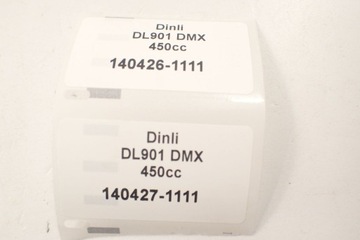 Dinli
DL901 DMX
450cc
140426-1111
Dinli
DL901 DMX
450cc
140427-1111